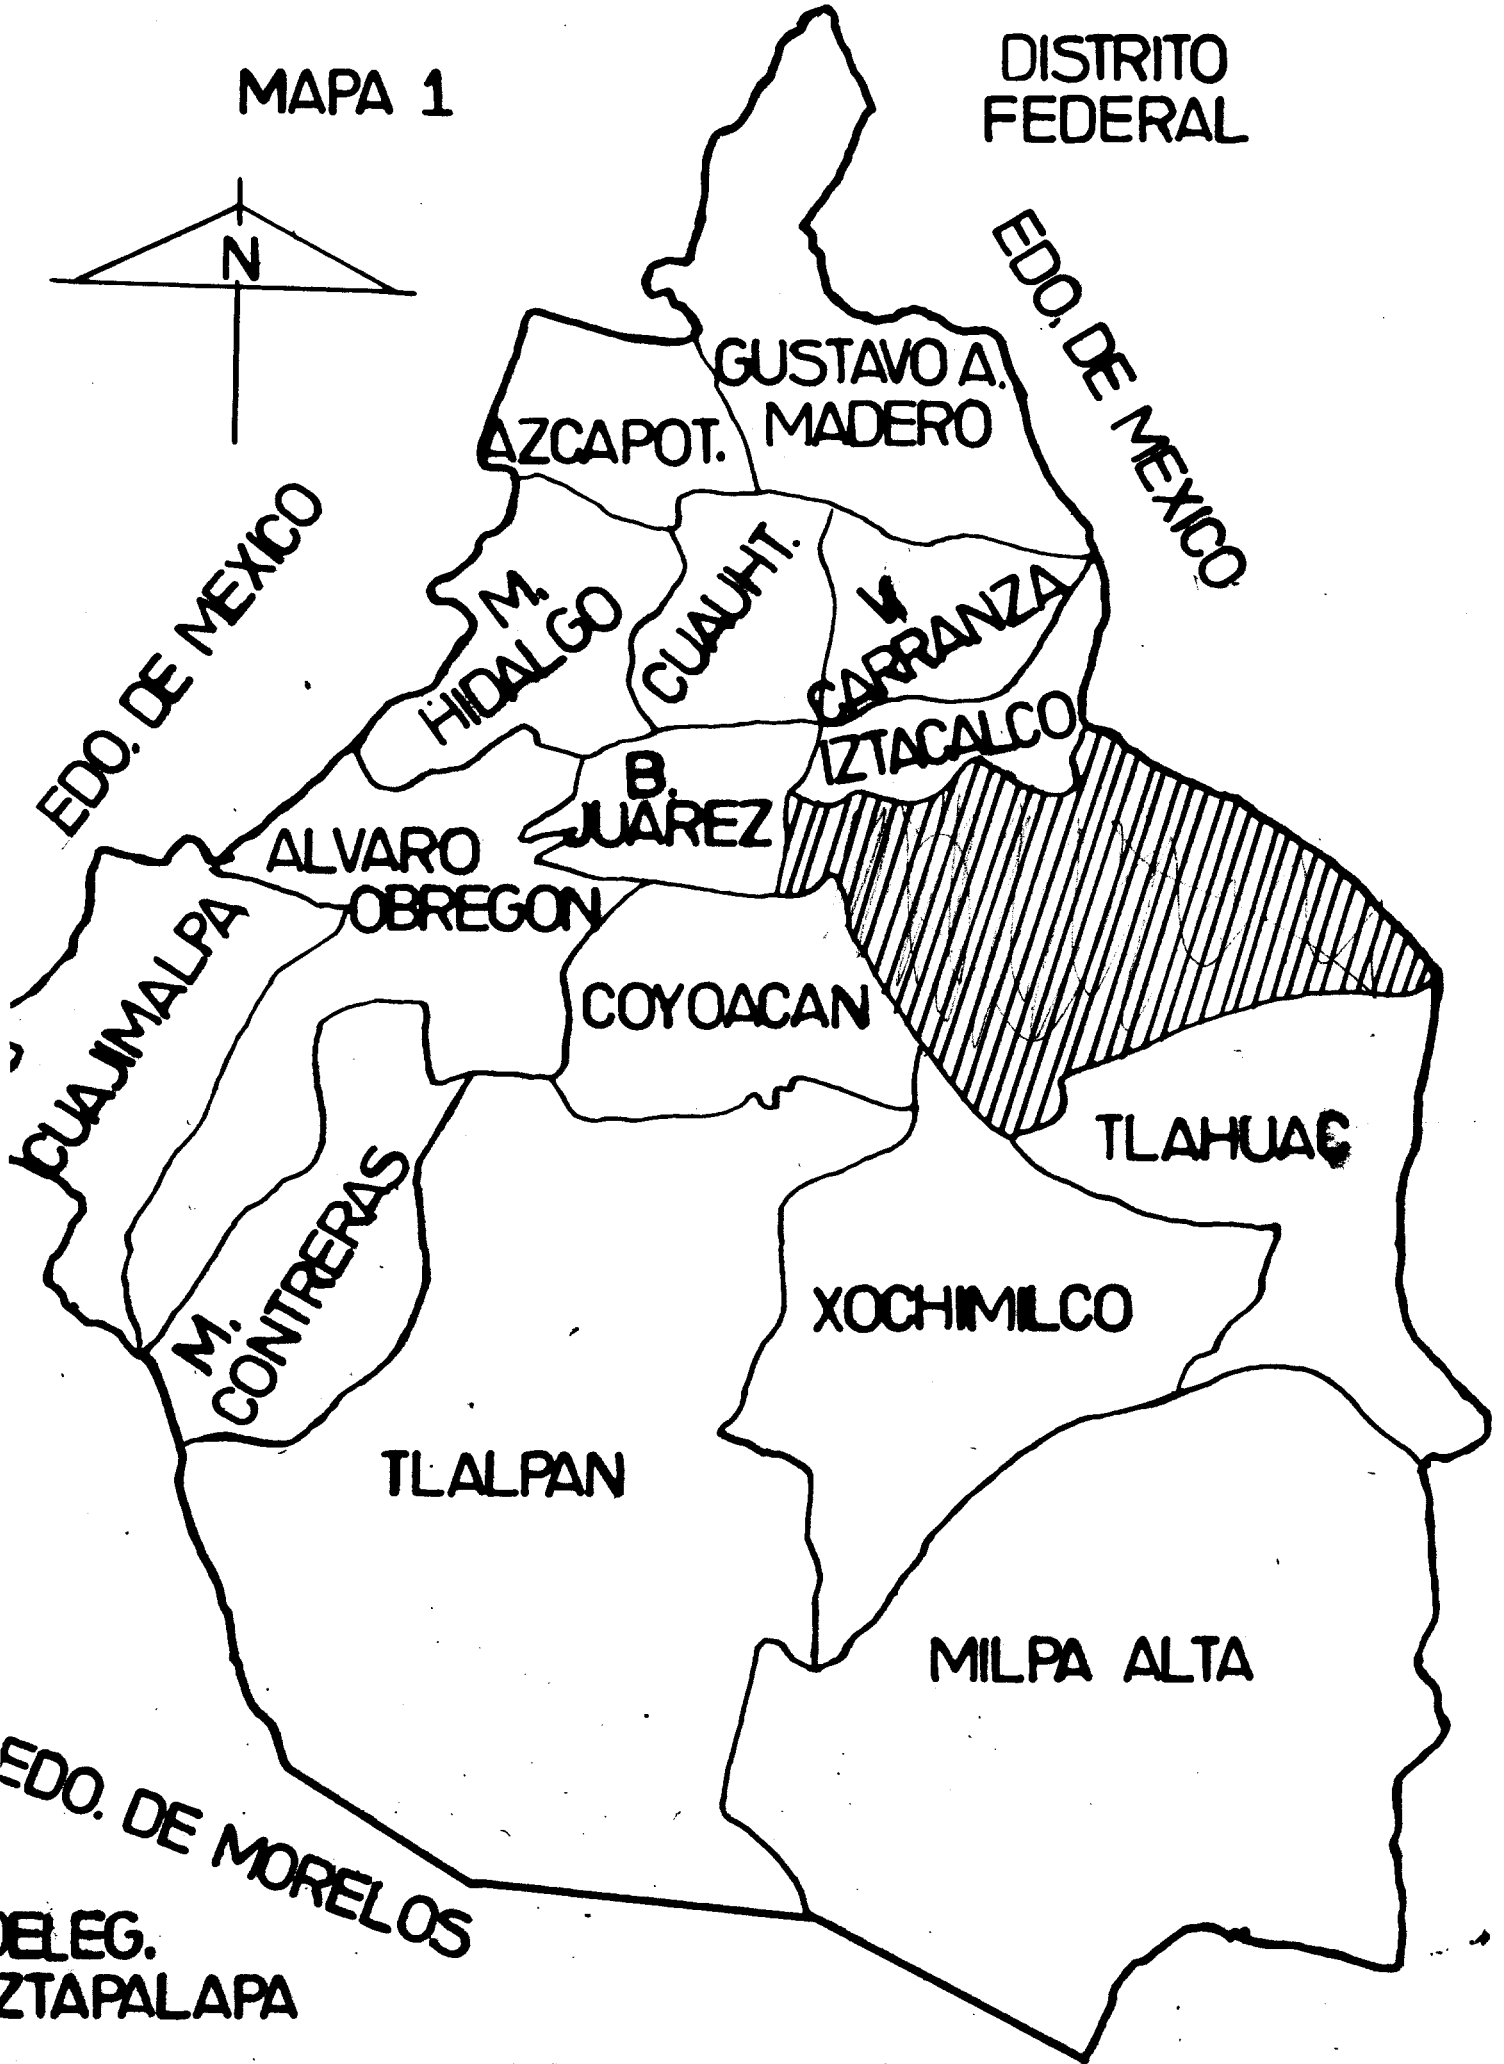 MAPA 1
DISTRITO
FEDERAL
N
EDO. DE MEXICO
GUSTAVO A.
MADERO
AZCAPOT.
EDO. DE MEXICO
M.
HIDALGO
CUAUHT.
V.
CARRANZA
IZTACALCO
B.
JUAREZ
ALVARO
OBREGON
CUAJIMALPA
COYOACAN
TLAHUAC
M.
CONTRERAS
XOCHIMILCO
TLALPAN
MILPA ALTA
EDO. DE MORELOS
DELEG.
ZTAPALAPA